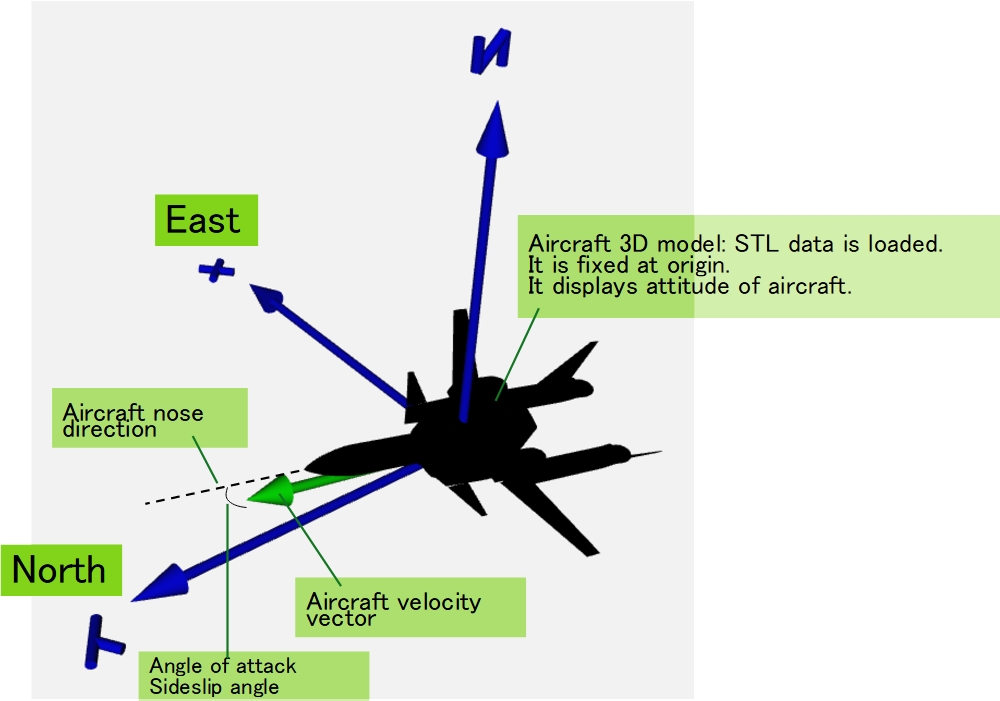 Z
East
X
Aircraft 3D model: STL data is loaded.
It is fixed at origin.
It displays attitude of aircraft.
Aircraft nose
direction
North
Y
Aircraft velocity
vector
Angle of attack
Sideslip angle